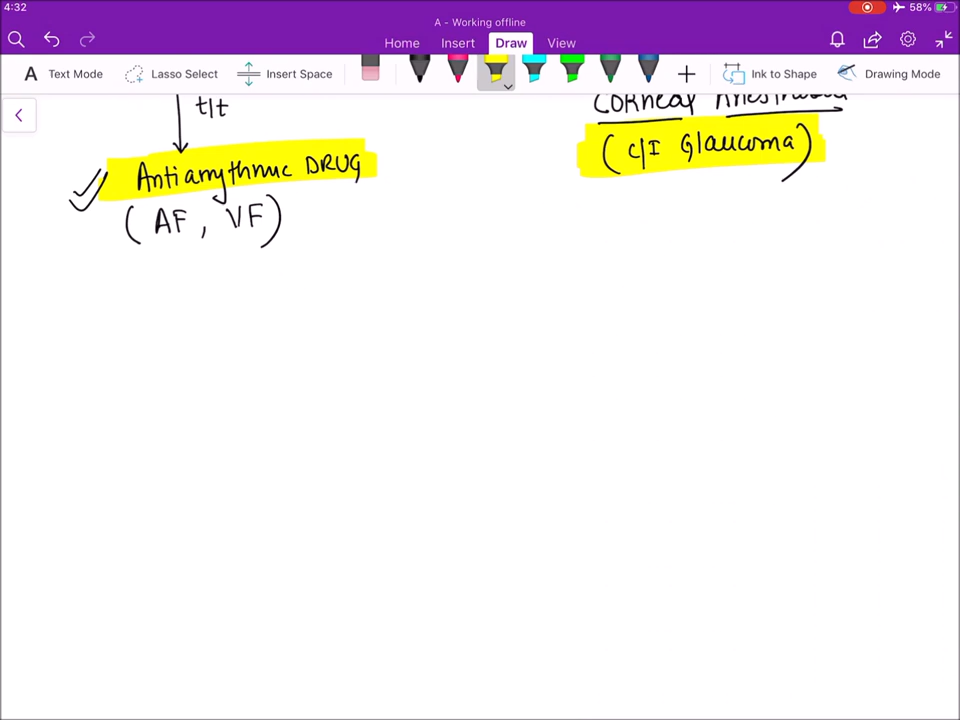 4:32
58%
A - Working offline
Home Insert Draw View
A Text Mode Lasso Select Insert Space Ink to Shape Drawing Mode
t/t
Corneal
Antiarrythmic DRUG
(C/I Glaucoma)
(AF, VF)